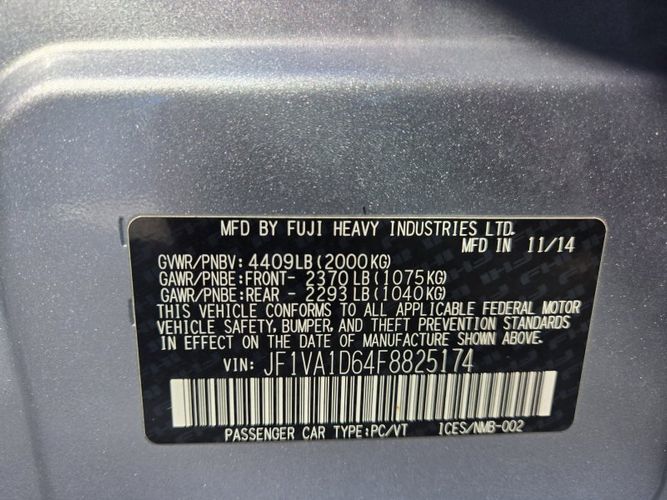 MFD BY FUJI HEAVY INDUSTRIES LTD.
MFD IN 11/14
GVWR/PNBV: 4409LB(2000KG)
GAWR/PNBE:FRONT- 2370LB(1075KG)
GAWR/PNBE:REAR - 2293LB(1040KG)
THIS VEHICLE CONFORMS TO ALL APPLICABLE FEDERAL MOTOR
VEHICLE SAFETY, BUMPER, AND THEFT PREVENTION STANDARDS
IN EFFECT ON THE DATE OF MANUFACTURE SHOWN ABOVE.
VIN: JF1VA1D64F8825174
PASSENGER CAR TYPE:PC/VT 1CES/NMB-002